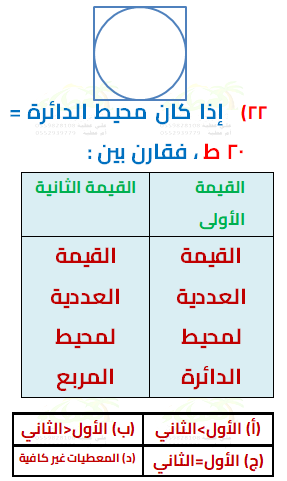 ٢٢) إذا كان محيط الدائرة =
٢٠ ط ، فقارن بين :
القيمة الأولى
القيمة الثانية
القيمة العددية لمحيط الدائرة
القيمة العددية لمحيط المربع
(أ) الأول>الثاني
(ب) الأول<الثاني
(ج) الأول=الثاني
(د) المعطيات غير كافية